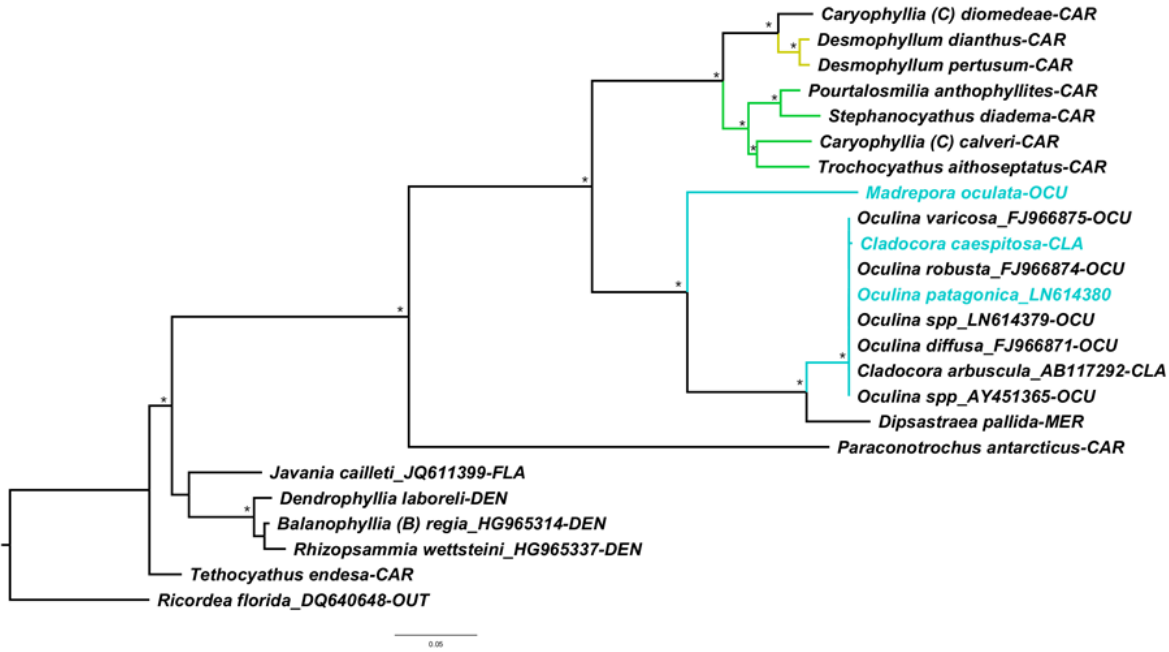 Caryophyllia (C) diomedeae-CAR
Desmophyllum dianthus-CAR
Desmophyllum pertusum-CAR
Pourtalosmilia anthophyllites-CAR
Stephanocyathus diadema-CAR
Caryophyllia (C) calveri-CAR
Trochocyathus aithoseptatus-CAR
Madrepora oculata-OCU
Oculina varicosa_FJ966875-OCU
Cladocora caespitosa-CLA
Oculina robusta_FJ966874-OCU
Oculina patagonica_LN614380
Oculina spp_LN614379-OCU
Oculina diffusa_FJ966871-OCU
Cladocora arbuscula_AB117292-CLA
Oculina spp_AY451365-OCU
Dipsastraea pallida-MER
Paraconotrochus antarcticus-CAR
Javania cailleti_JQ611399-FLA
Dendrophyllia laboreli-DEN
Balanophyllia (B) regia_HG965314-DEN
Rhizopsammia wettsteini_HG965337-DEN
Tethocyathus endesa-CAR
Ricordea florida_DQ640648-OUT
0.05